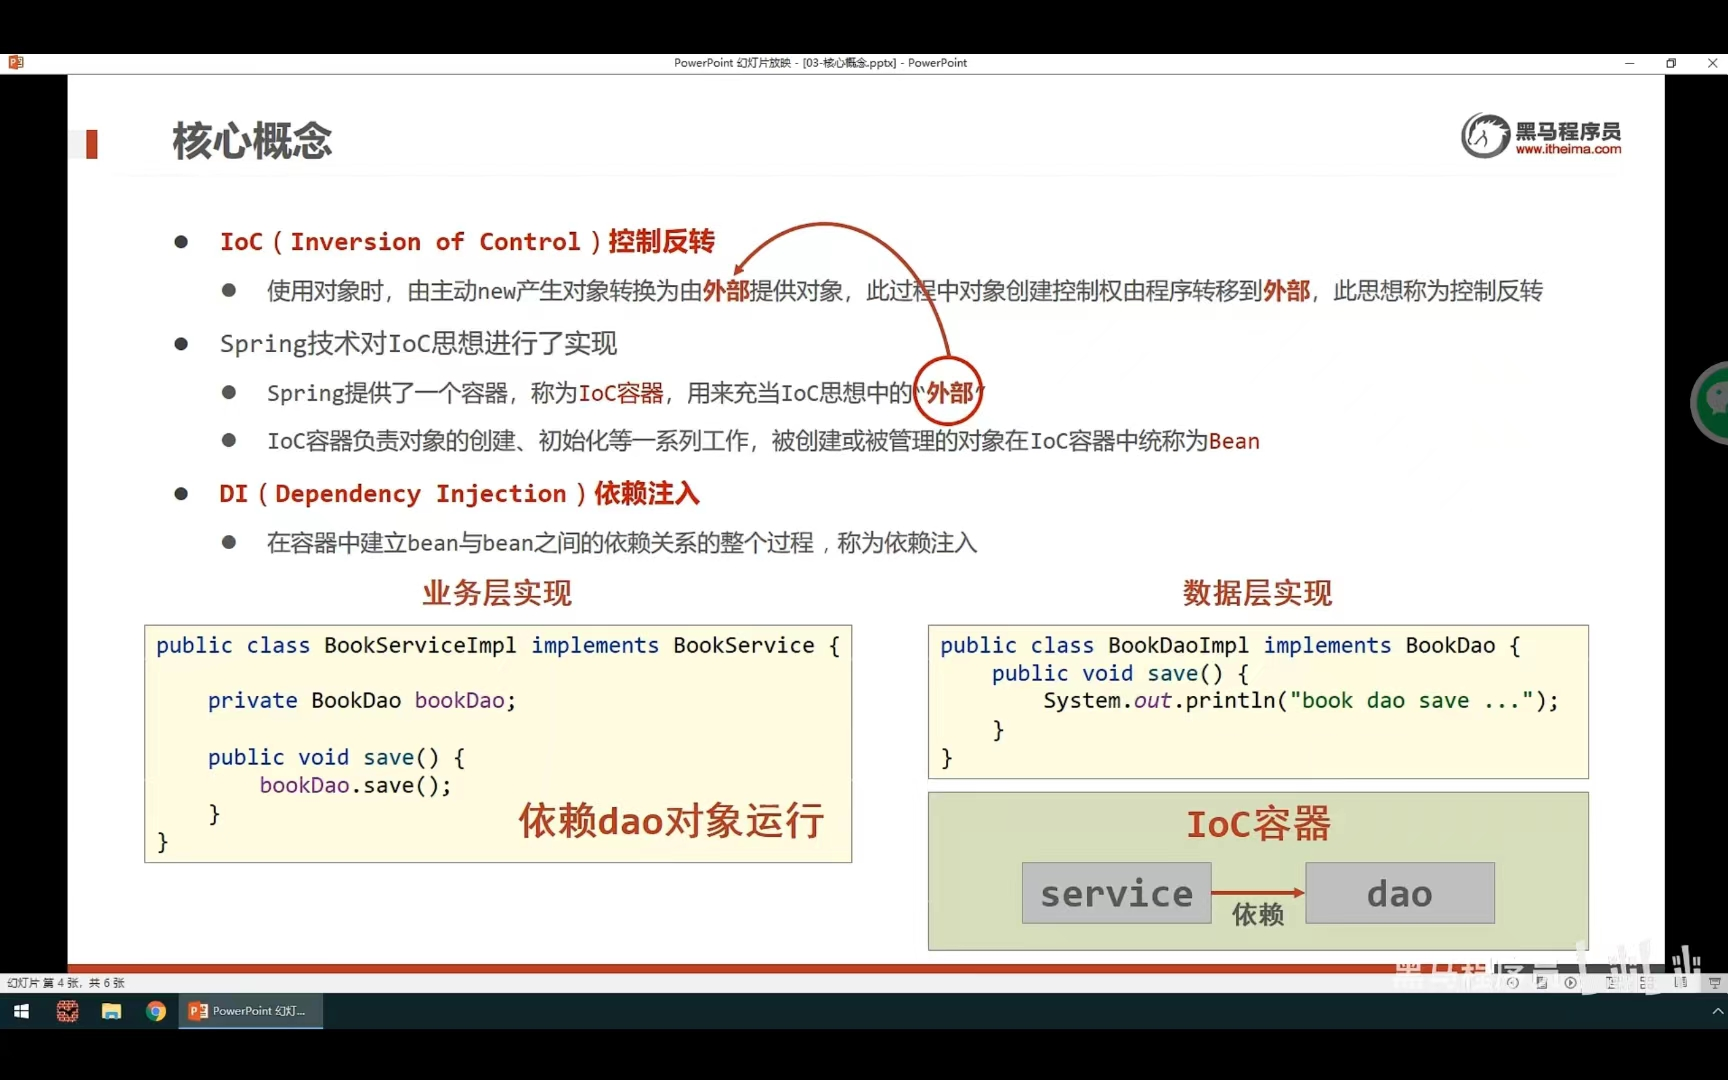 PowerPoint 幻灯片放映 - [03-核心概念.pptx] - PowerPoint
核心概念
黑马程序员
www.itheima.com
IoC（Inversion of Control）控制反转
使用对象时，由主动new产生对象转换为由外部提供对象，此过程中对象创建控制权由程序转移到外部，此思想称为控制反转
Spring技术对IoC思想进行了实现
Spring提供了一个容器，称为IoC容器，用来充当IoC思想中的“外部”
IoC容器负责对象的创建、初始化等一系列工作，被创建或被管理的对象在IoC容器中统称为Bean
DI（Dependency Injection）依赖注入
在容器中建立bean与bean之间的依赖关系的整个过程，称为依赖注入
业务层实现
public class BookServiceImpl implements BookService {
private BookDao bookDao;
public void save() {
bookDao.save();
}
}
依赖dao对象运行
数据层实现
public class BookDaoImpl implements BookDao {
public void save() {
System.out.println("book dao save ...");
}
}
IoC容器
service
依赖
dao
黑马程序员
幻灯片 第 4 张，共 6 张
PowerPoint 幻灯...